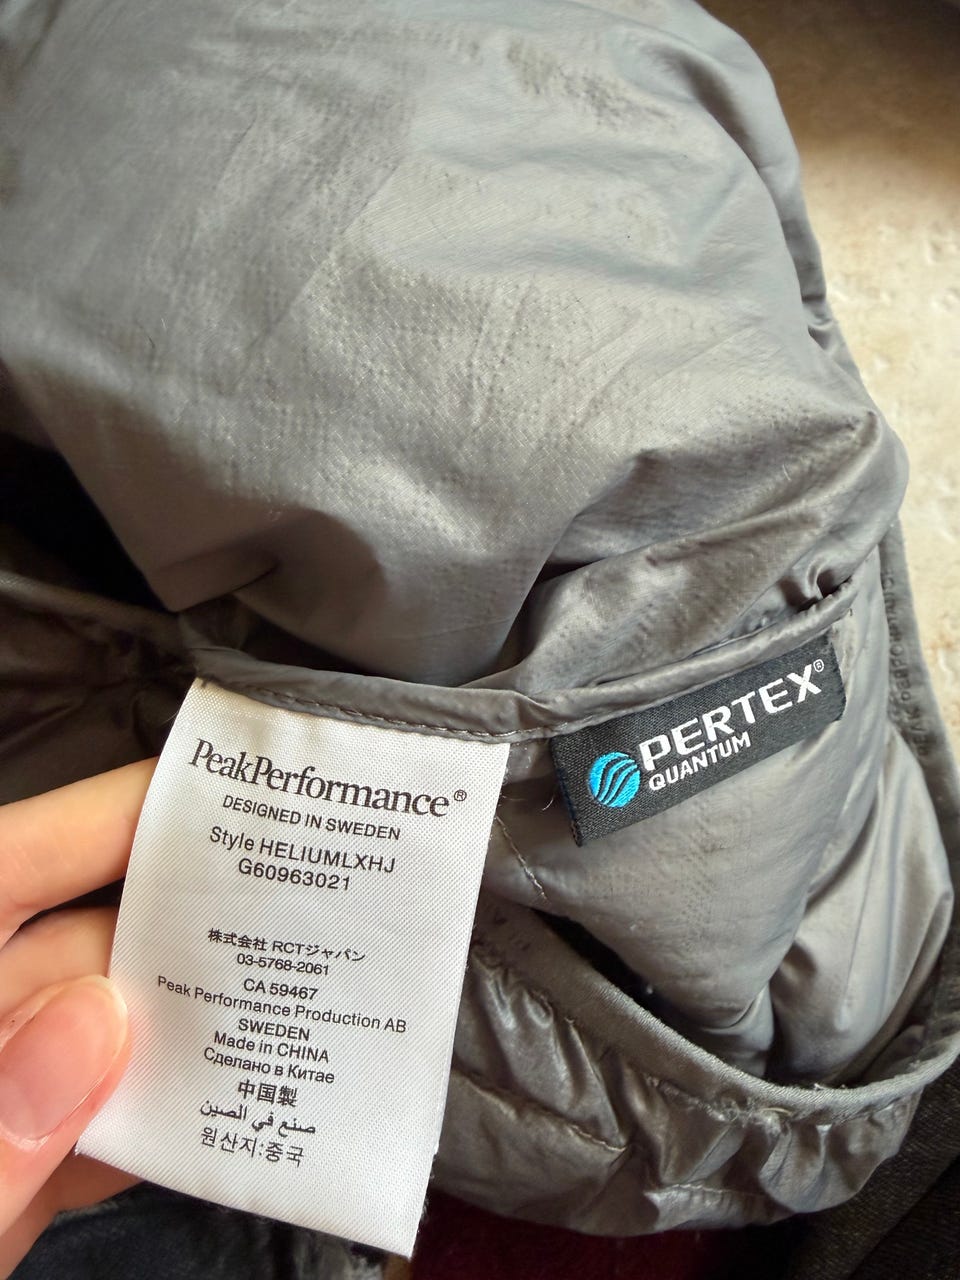 PeakPerformance®
DESIGNED IN SWEDEN
Style HELIUMLXHJ
G60963021
株式会社 RCTジャパン
03-5768-2061
CA 59467
Peak Performance Production AB
SWEDEN
Made in CHINA
Сделано в Китае
中国製
صنع في الصين
원산지:중국
PERTEX®
QUANTUM